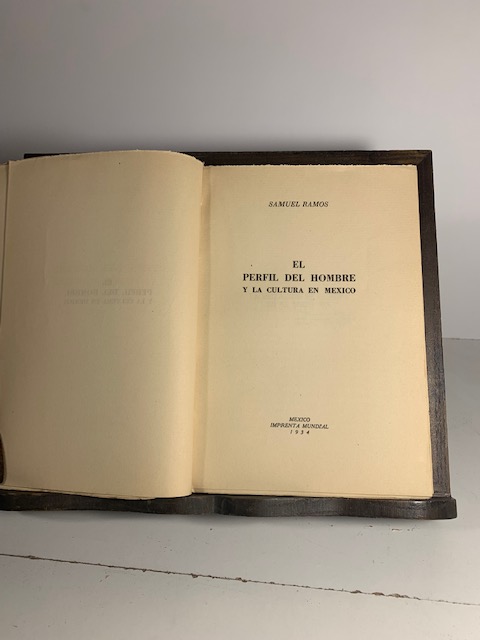 SAMUEL RAMOS
EL
PERFIL DEL HOMBRE
Y LA CULTURA EN MEXICO
MEXICO
IMPRENTA MUNDIAL
1934